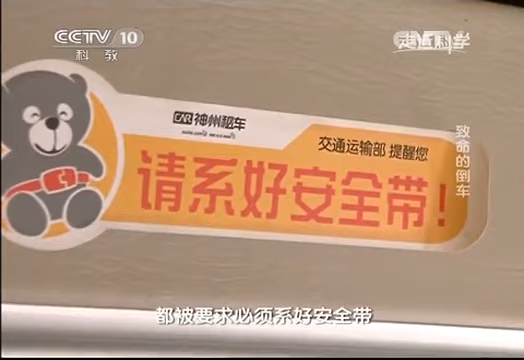 CCTV 10
科教
走近科学
CAR 神州租车
交通运输部 提醒您
请系好安全带!
致命的倒车
都被要求必须系好安全带